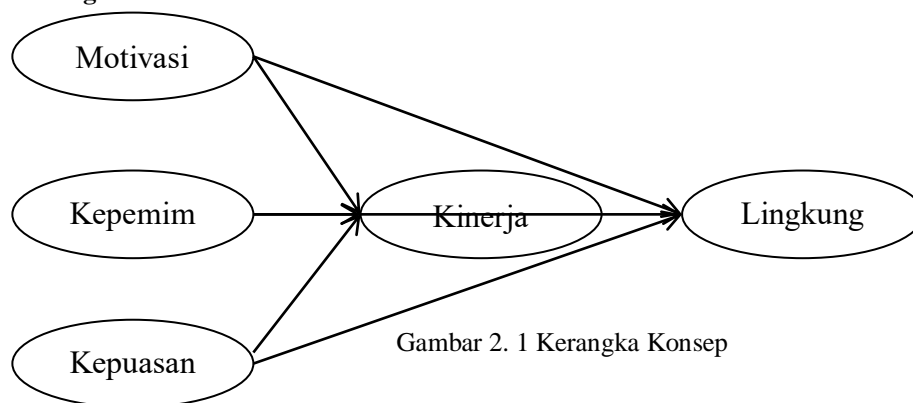 Motivasi
Kepemim
Kinerja
Lingkung
Kepuasan
Gambar 2. 1 Kerangka Konsep